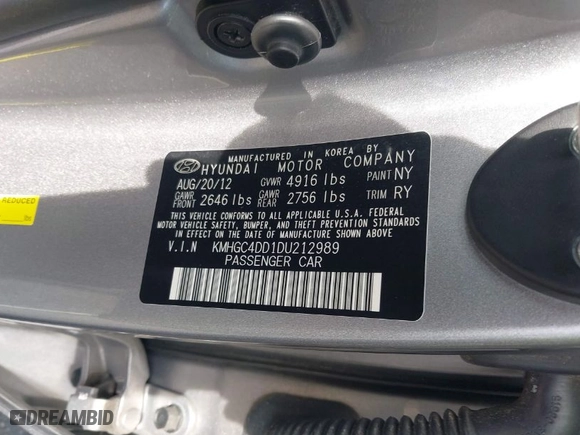 MANUFACTURED IN KOREA BY
HYUNDAI MOTOR COMPANY
AUG/20/12 GVWR 4916 lbs PAINT NY
GAWR FRONT 2646 lbs GAWR REAR 2756 lbs TRIM RY
THIS VEHICLE CONFORMS TO ALL APPLICABLE U.S.A. FEDERAL
MOTOR VEHICLE SAFETY, BUMPER, AND THEFT PREVENTION
STANDARDS IN EFFECT ON THE DATE OF MANUFACTURE
SHOWN ABOVE.
V.I.N KMHGC4DD1DU212989
PASSENGER CAR
REDUCED
DREAMBID